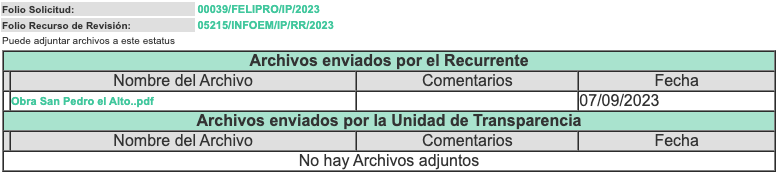 Folio Solicitud: 00039/FELIPRO/IP/2023
Folio Recurso de Revisión: 05215/INFOEM/IP/RR/2023
Puede adjuntar archivos a este estatus
Archivos enviados por el Recurrente
Nombre del Archivo Comentarios Fecha
Obra San Pedro el Alto..pdf 07/09/2023
Archivos enviados por la Unidad de Transparencia
Nombre del Archivo Comentarios Fecha
No hay Archivos adjuntos